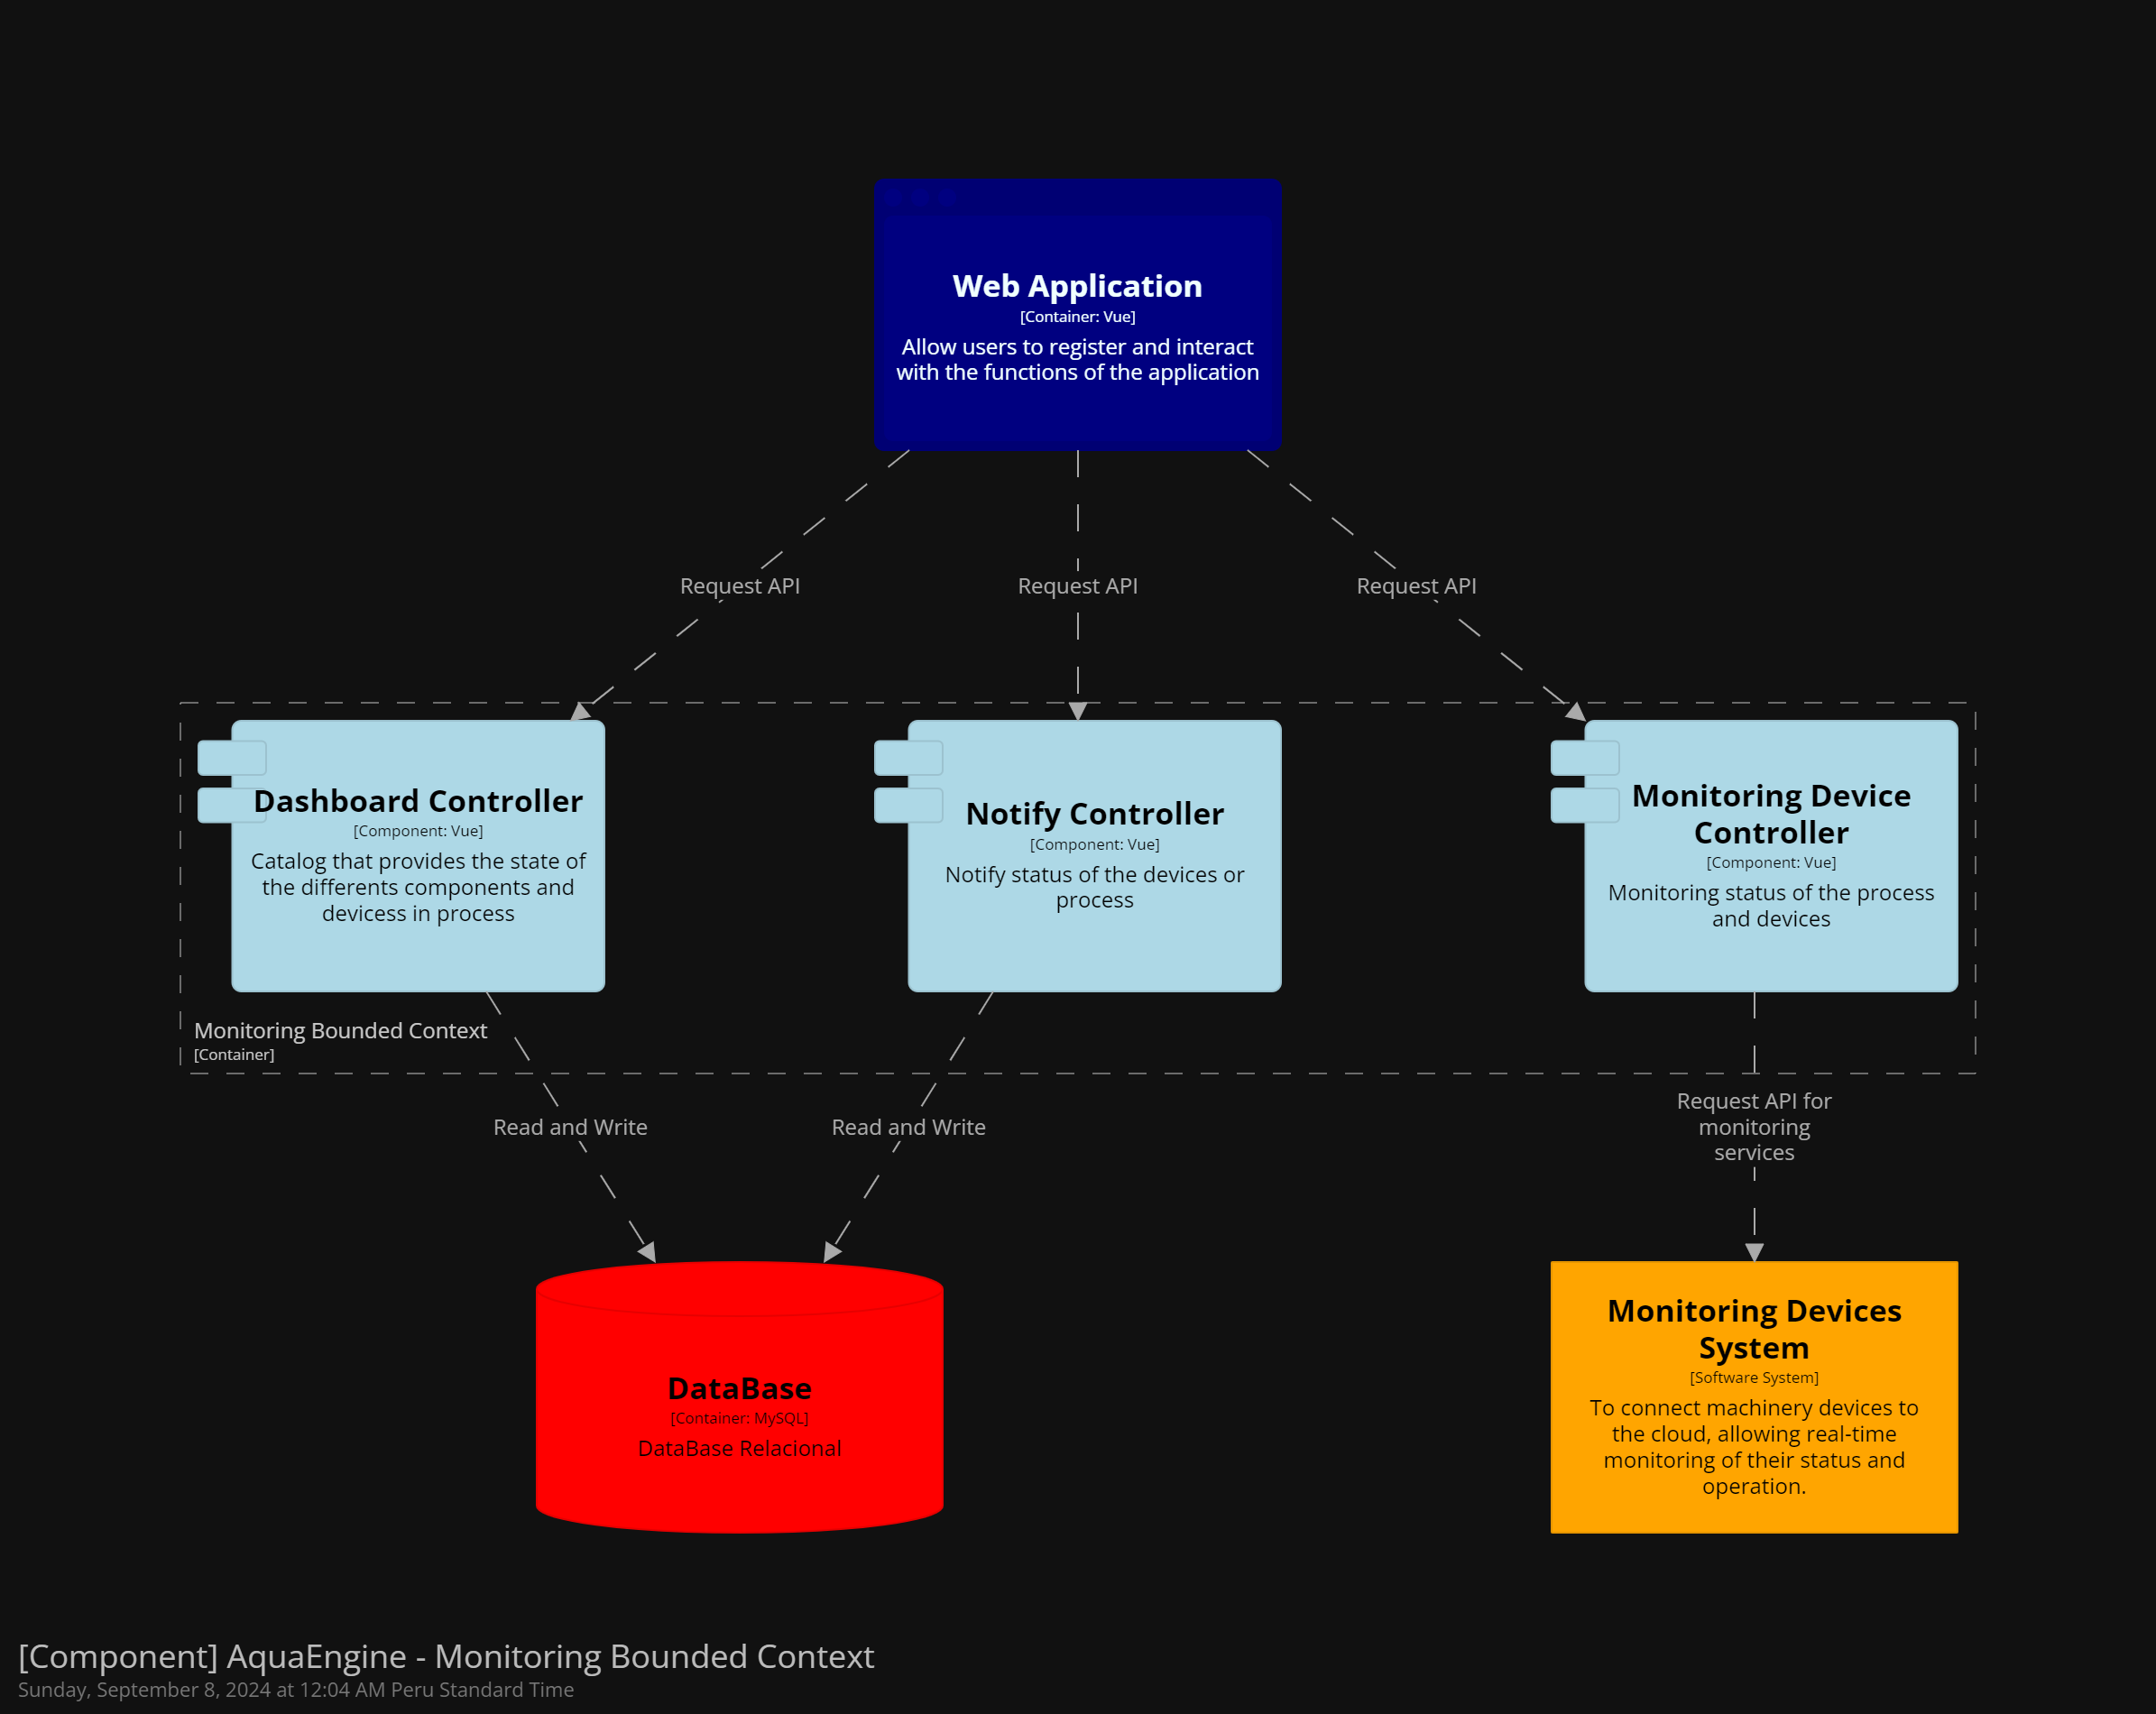 Web Application
[Container: Vue]
Allow users to register and interact
with the functions of the application
Request API
Request API
Request API
Dashboard Controller
[Component: Vue]
Catalog that provides the state of
the differents components and
devicess in process
Notify Controller
[Component: Vue]
Notify status of the devices or
process
Monitoring Device
Controller
[Component: Vue]
Monitoring status of the process
and devices
Monitoring Bounded Context
[Container]
Read and Write
Read and Write
Request API for
monitoring
services
DataBase
[Container: MySQL]
DataBase Relacional
Monitoring Devices
System
[Software System]
To connect machinery devices to
the cloud, allowing real-time
monitoring of their status and
operation.
[Component] AquaEngine - Monitoring Bounded Context
Sunday, September 8, 2024 at 12:04 AM Peru Standard Time